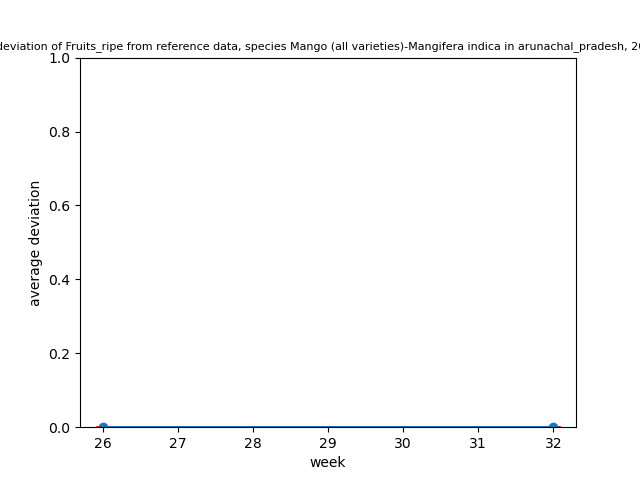 deviation of Fruits_ripe from reference data, species Mango (all varieties)-Mangifera indica in arunachal_pradesh, 20
1.0
0.8
0.6
0.4
0.2
0.0
average deviation
26 27 28 29 30 31 32
week